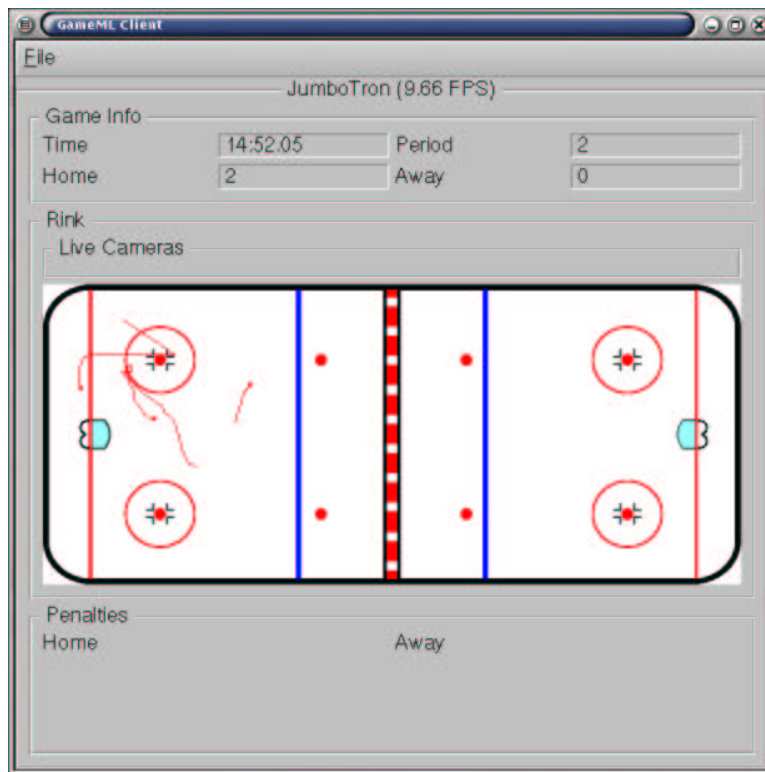 GameML Client
File
JumboTron (9.66 FPS)
Game Info
Time 14:52.05 Period 2
Home 2 Away 0
Rink
Live Cameras
Penalties
Home Away